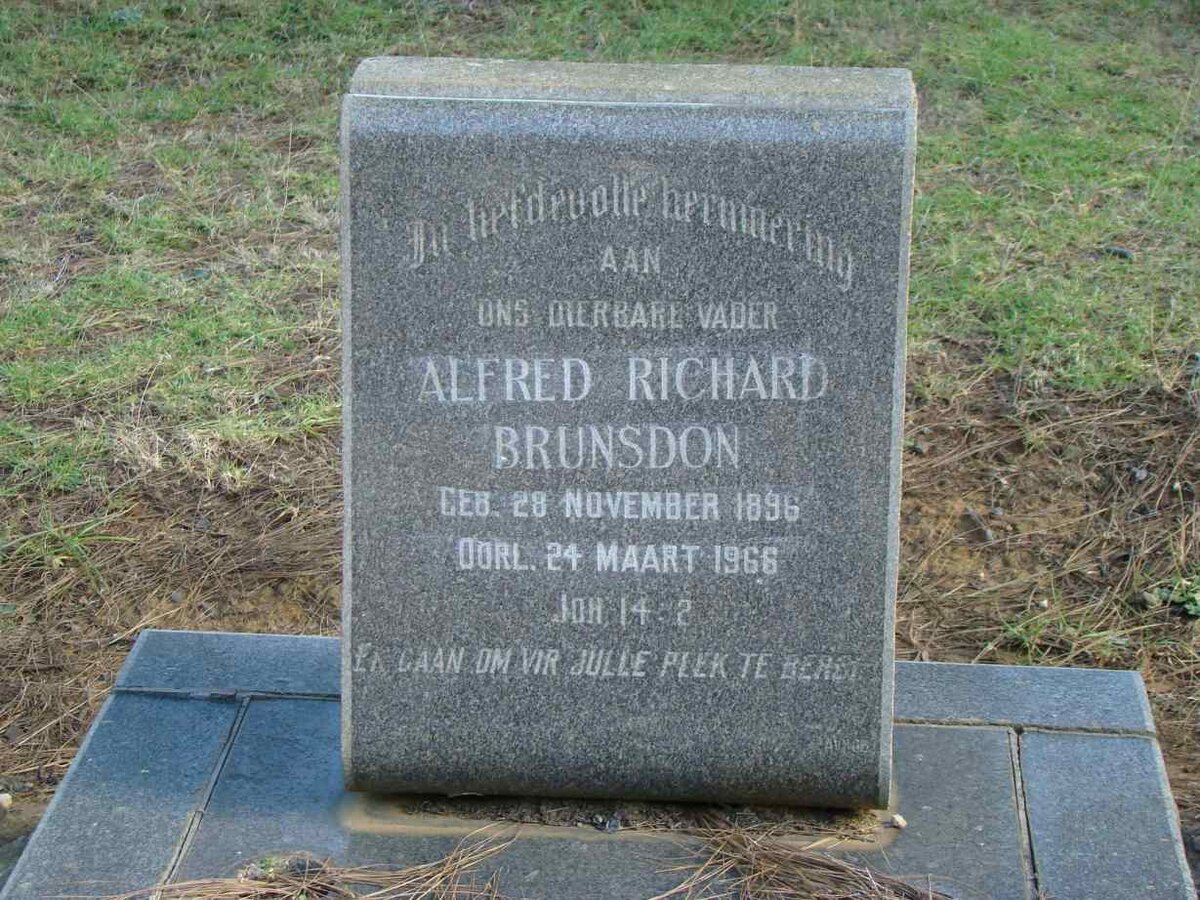 In liefdevolle herinnering
AAN
ONS DIERBARE VADER
ALFRED RICHARD
BRUNSDON
GEB. 28 NOVEMBER 1896
OORL. 24 MAART 1966
JOH 14:2
EK GAAN OM VIR JULLE PLEK TE BEREI